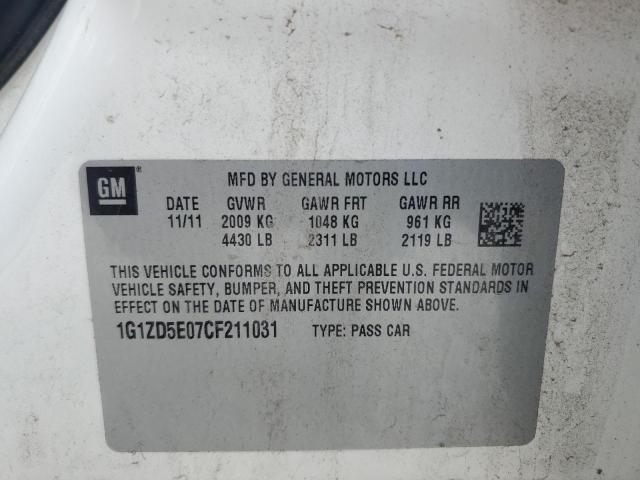 GM ® MFD BY GENERAL MOTORS LLC
DATE GVWR GAWR FRT GAWR RR
11/11 2009 KG 1048 KG 961 KG
4430 LB 2311 LB 2119 LB
THIS VEHICLE CONFORMS TO ALL APPLICABLE U.S. FEDERAL MOTOR
VEHICLE SAFETY, BUMPER, AND THEFT PREVENTION STANDARDS IN
EFFECT ON THE DATE OF MANUFACTURE SHOWN ABOVE.
1G1ZD5E07CF211031 TYPE: PASS CAR